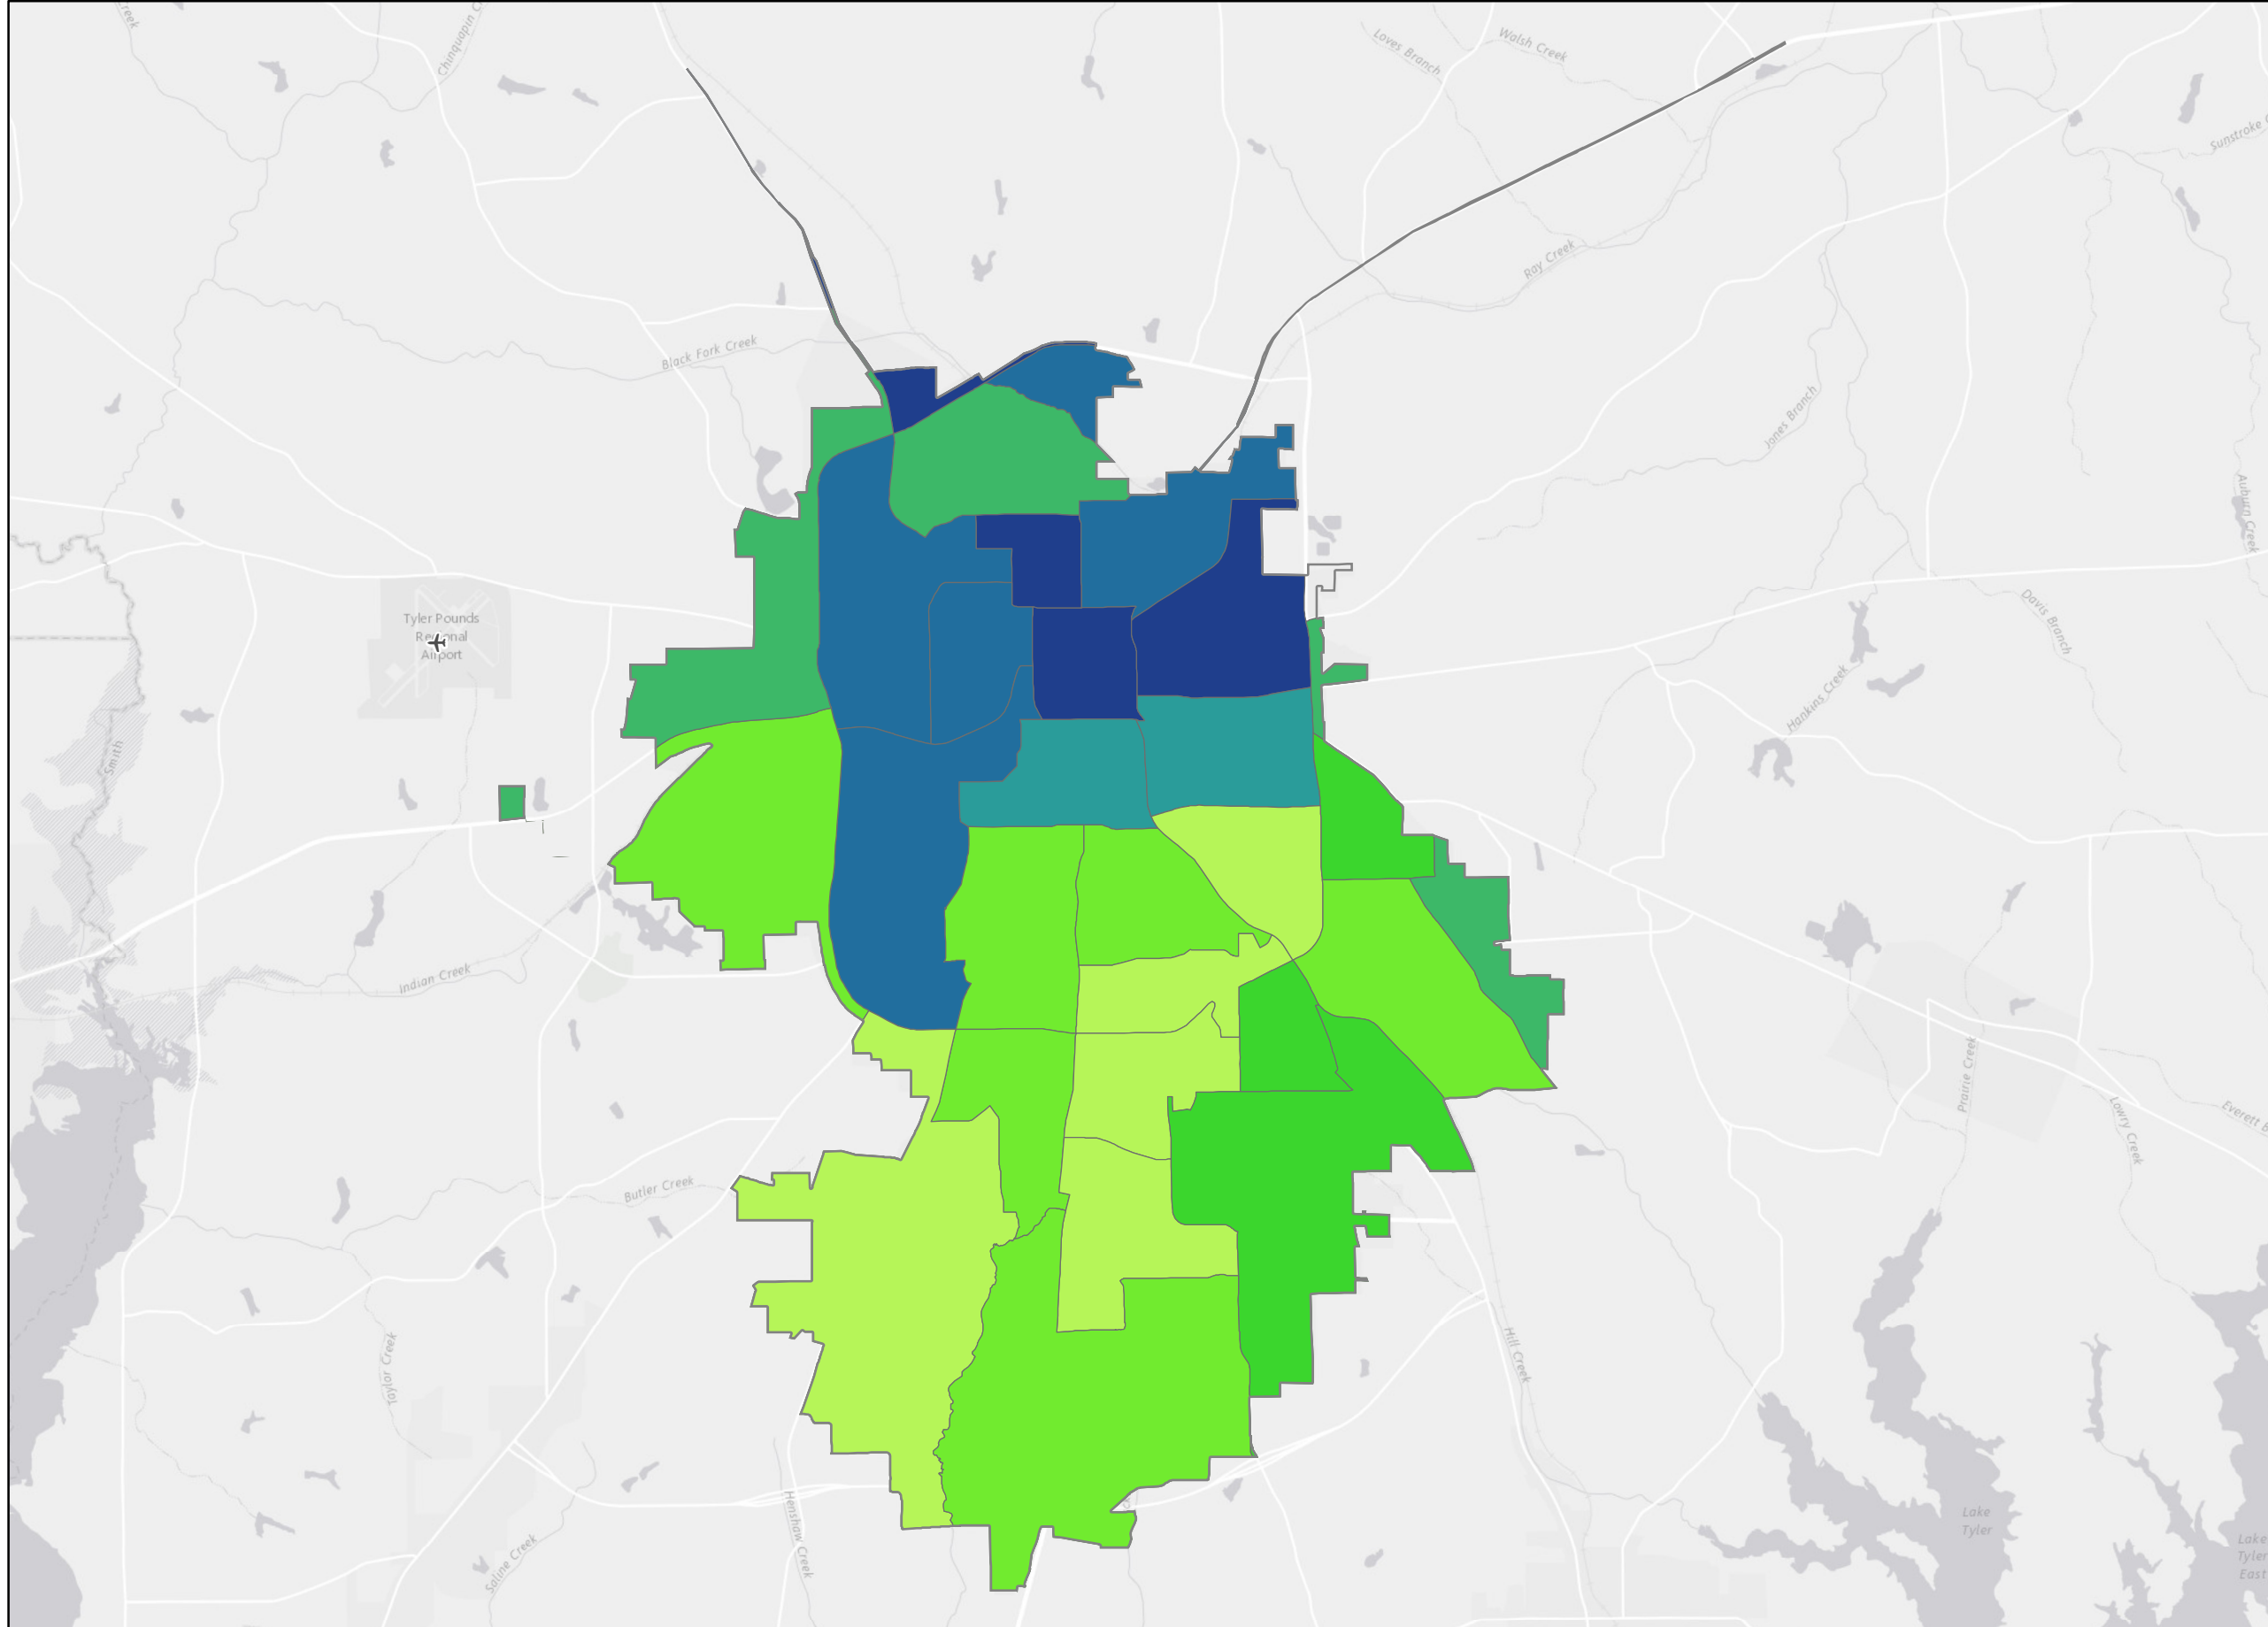 Creek
Chinquapin C
Loves Branch
Walsh Creek
Sunstroke
Ray Creek
Black Fork Creek
Jones Branch
Auburn Creek
Tyler Pounds
Regional
Airport
Davis Branch
Hankins Creek
Smith
Indian Creek
Prairie Creek
Lowry Creek
Everett B
Butler Creek
Taylor Creek
Hill Creek
Henshaw Creek
Saline Creek
Lake
Tyler
Lake
Tyler
East